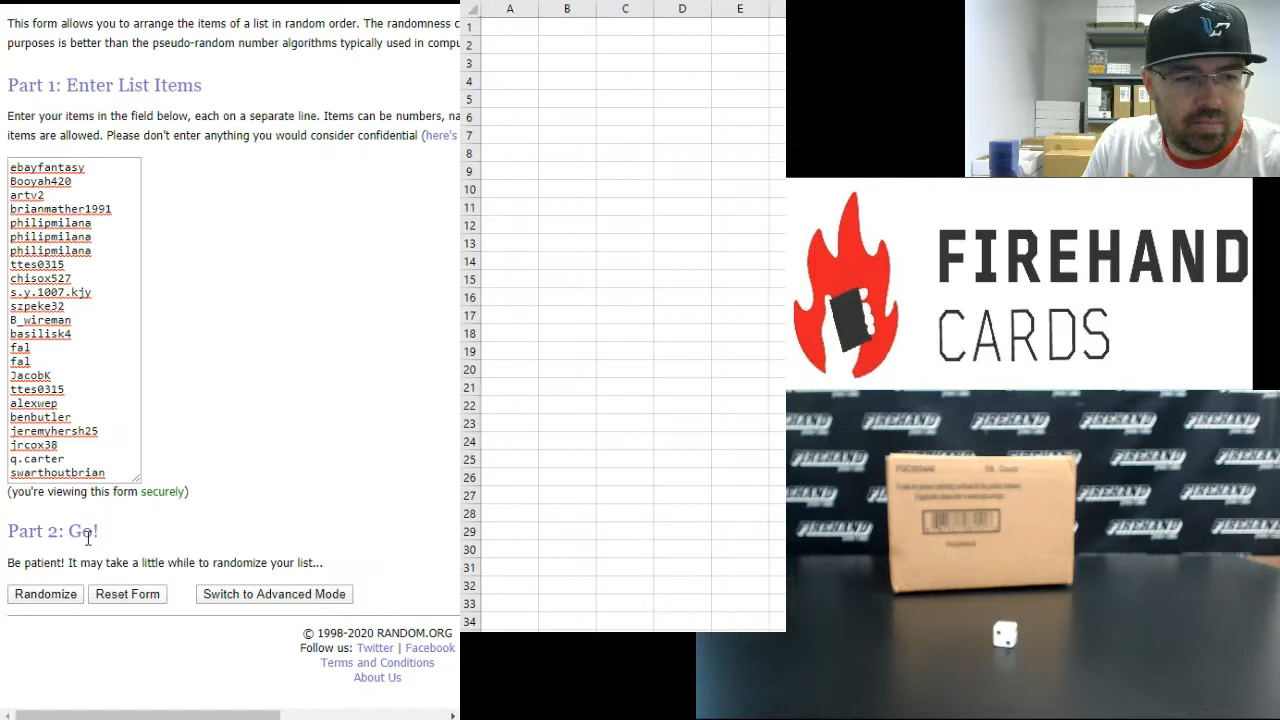 This form allows you to arrange the items of a list in random order. The randomness c
purposes is better than the pseudo-random number algorithms typically used in compu
Part 1: Enter List Items
Enter your items in the field below, each on a separate line. Items can be numbers, na
items are allowed. Please don't enter anything you would consider confidential (here's
ebayfantasy
Booyah420
artv2
brianmather1991
philipmilana
philipmilana
philipmilana
ttes0315
chisox527
s.y.1007.kjy
szpeke32
B_wireman
basilisk4
fal
fal
JacobK
ttes0315
alexwep
benbutler
jeremyhersh25
jrcox38
q.carter
swarthoutbrian
(you're viewing this form securely)
Part 2: Go!
Be patient! It may take a little while to randomize your list...
Randomize
Reset Form
Switch to Advanced Mode
© 1998-2020 RANDOM.ORG
Follow us: Twitter | Facebook
Terms and Conditions
About Us
A B C D E
1
2
3
4
5
6
7
8
9
10
11
12
13
14
15
16
17
18
19
20
21
22
23
24
25
26
27
28
29
30
31
32
33
34
FIREHAND
CARDS
FIREHAND
FIREHAND
FIREHAND
FIREHAND
FIREHAND
FIREHAND
FIREHAND
FIREHAND